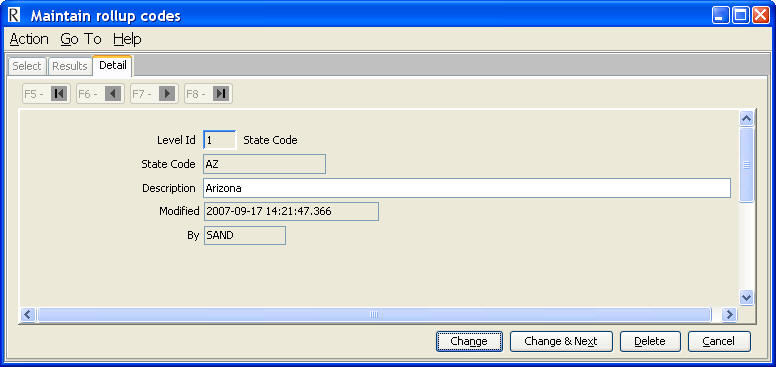 R Maintain rollup codes
Action Go To Help
Select Results Detail
F5 - F6 - F7 - F8 -
Level Id 1 State Code
State Code AZ
Description Arizona
Modified 2007-09-17 14:21:47.366
By SAND
Change Change & Next Delete Cancel